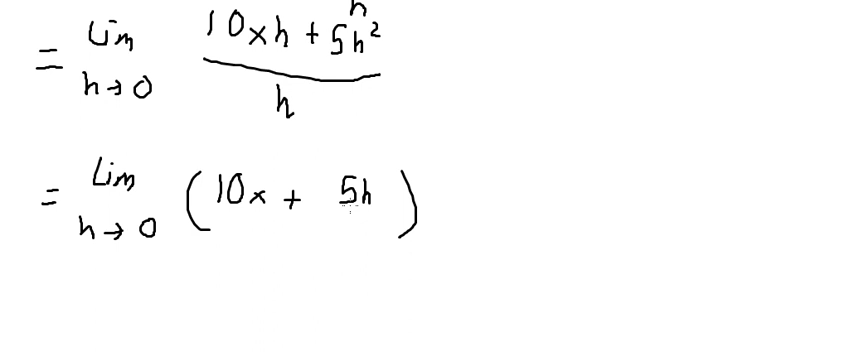 h
= Lim 10xh + 5h²
h→0 h
= Lim (10x + 5h)
h→0